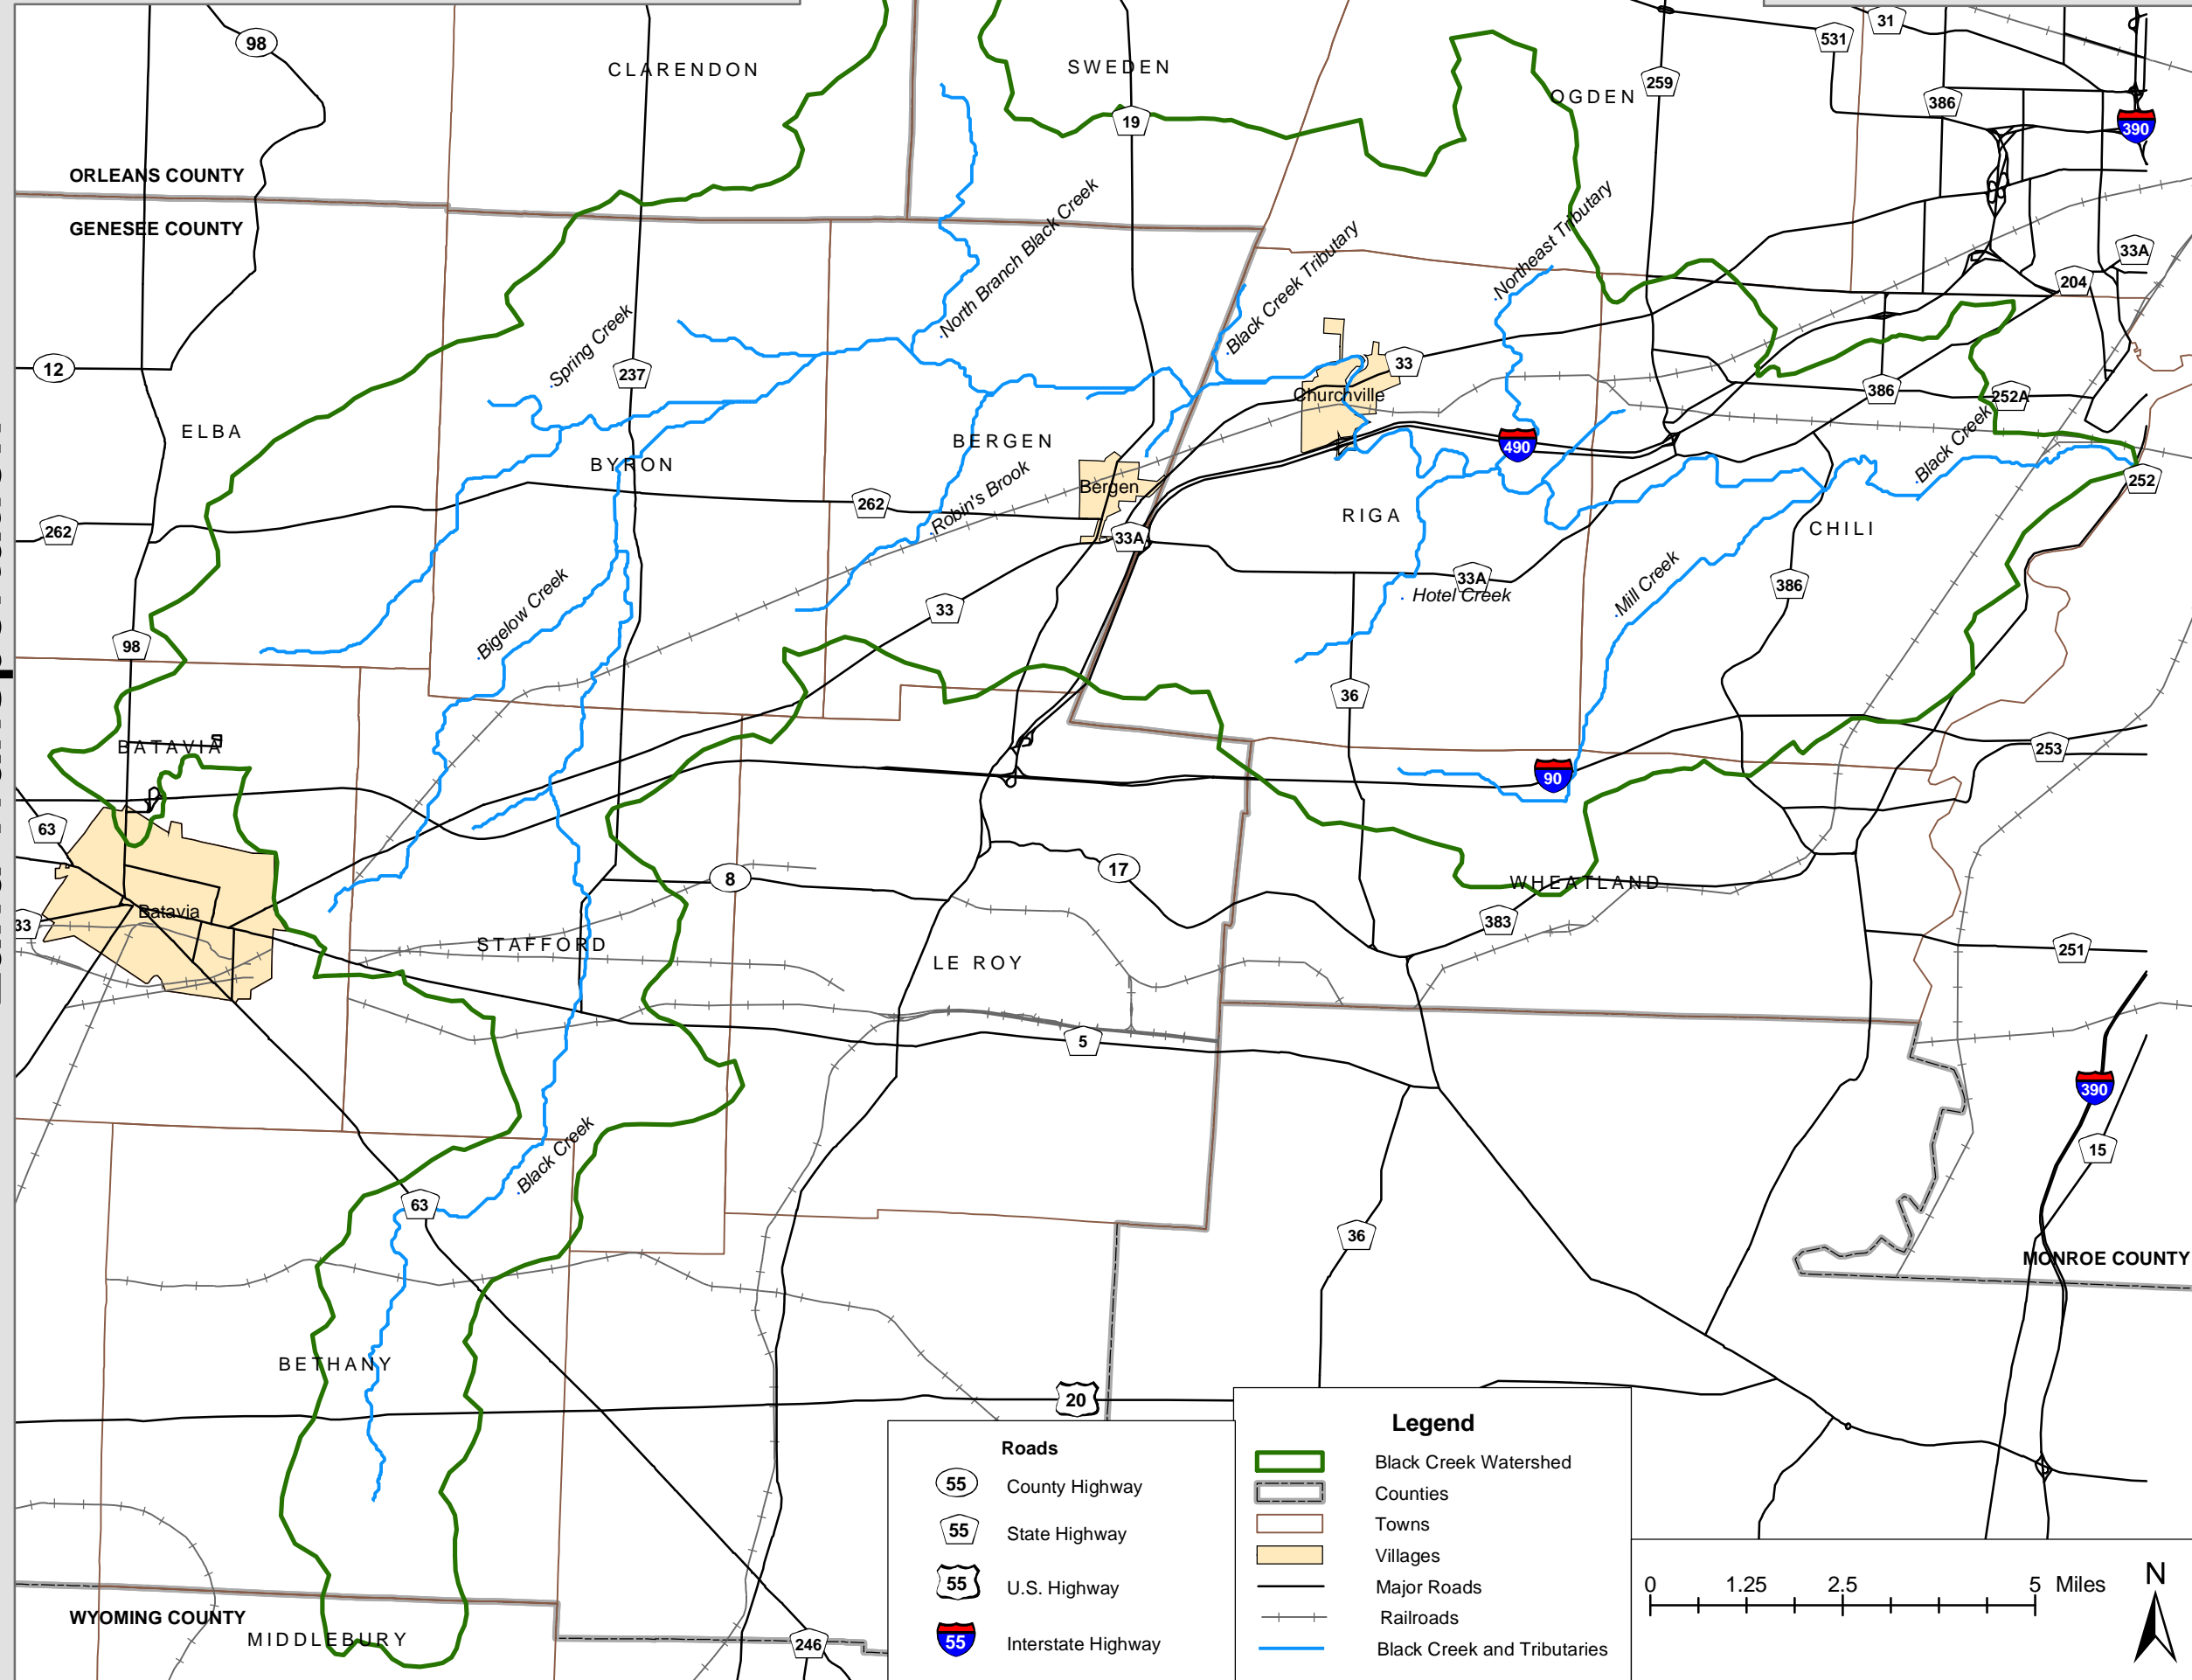 98
CLARENDON
SWEDEN
531
31
OGDEN
259
386
390
19
ORLEANS COUNTY
GENESEE COUNTY
North Branch Black Creek
Black Creek Tributary
Northeast Tributary
33A
204
Spring Creek
12
237
33
Churchville
386
252A
ELBA
BYRON
BERGEN
490
Black Creek
Bergen
252
262
262
Robin's Brook
RIGA
CHILI
33A
33A
386
Hotel Creek
Mill Creek
Bigelow Creek
33
98
36
BATAVIA
253
90
63
17
8
WHEATLAND
383
Batavia
33
STAFFORD
LE ROY
251
5
390
15
Black Creek
63
36
MONROE COUNTY
BETHANY
20
WYOMING COUNTY
MIDDLEBURY
246
Roads
55 County Highway
55 State Highway
55 U.S. Highway
55 Interstate Highway
Legend
Black Creek Watershed
Counties
Towns
Villages
Major Roads
Railroads
Black Creek and Tributaries
0 1.25 2.5 5 Miles
N